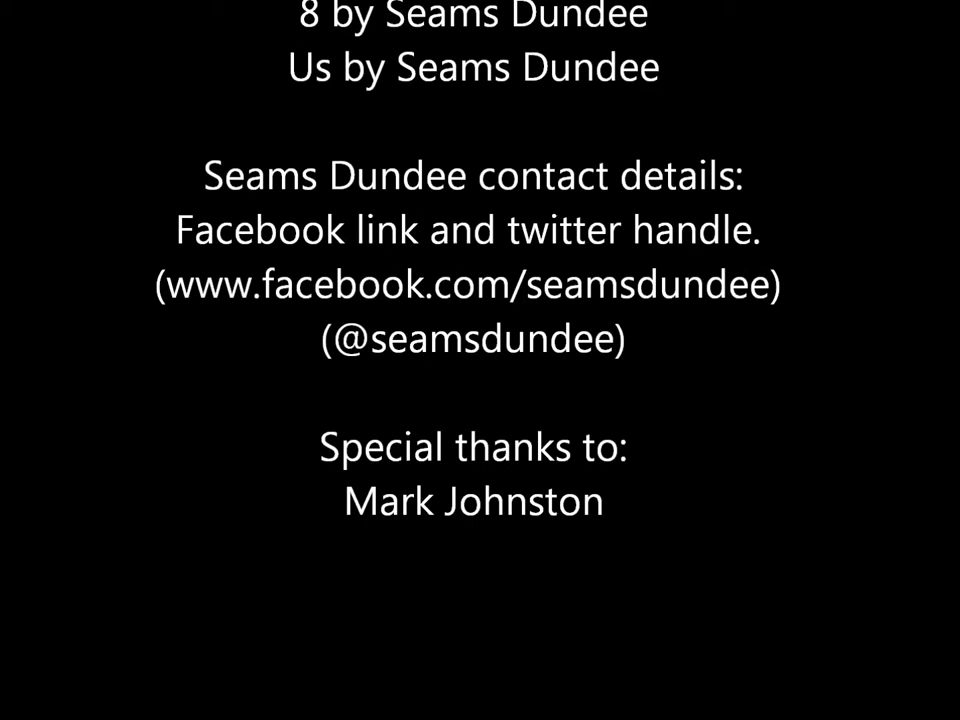 8 by Seams Dundee
Us by Seams Dundee
Seams Dundee contact details:
Facebook link and twitter handle.
(www.facebook.com/seamsdundee)
(@seamsdundee)
Special thanks to:
Mark Johnston